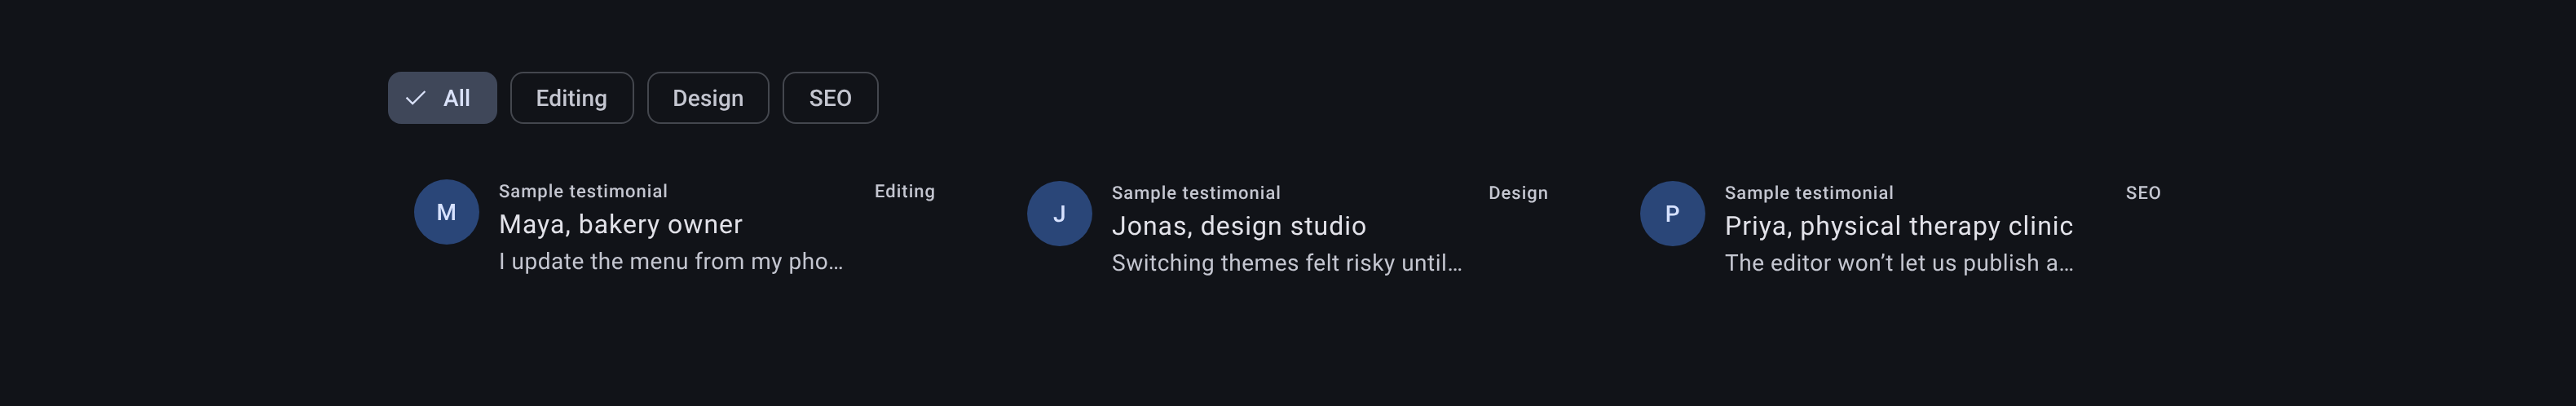 All
Editing
Design
SEO
M
Sample testimonial
Editing
Maya, bakery owner
I update the menu from my pho…
J
Sample testimonial
Design
Jonas, design studio
Switching themes felt risky until…
P
Sample testimonial
SEO
Priya, physical therapy clinic
The editor won’t let us publish a…